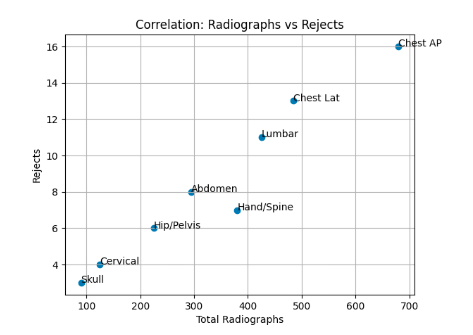 Correlation: Radiographs vs Rejects
16
Chest AP
14
Chest Lat
12
Lumbar
10
Rejects
8
Abdomen
Hand/Spine
6
Hip/Pelvis
4
Cervical
Skull
100 200 300 400 500 600 700
Total Radiographs